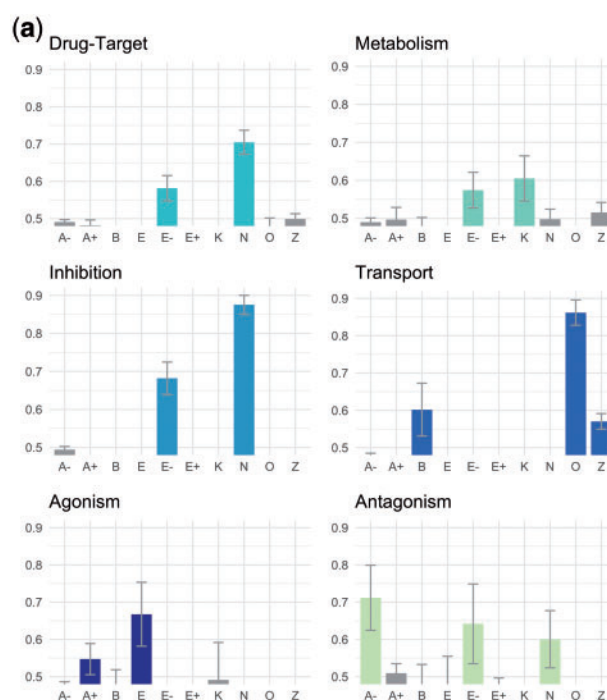 (a)
Drug-Target Metabolism
0.9 0.9
0.8 0.8
0.7 0.7
0.6 0.6
0.5 0.5
A- A+ B E E- E+ K N O Z A- A+ B E E- E+ K N O Z
Inhibition Transport
0.9 0.9
0.8 0.8
0.7 0.7
0.6 0.6
0.5 0.5
A- A+ B E E- E+ K N O Z A- A+ B E E- E+ K N O Z
Agonism Antagonism
0.9 0.9
0.8 0.8
0.7 0.7
0.6 0.6
0.5 0.5
A- A+ B E E- E+ K N O Z A- A+ B E E- E+ K N O Z